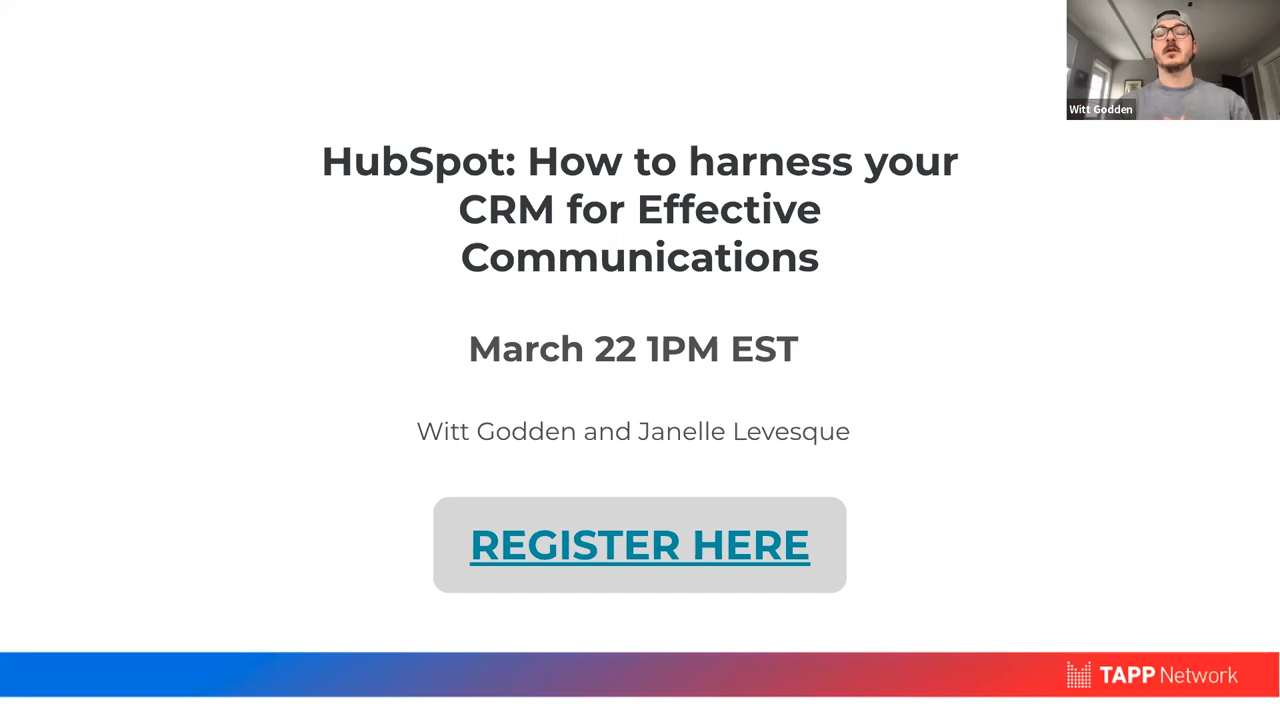 Witt Godden
HubSpot: How to harness your
CRM for Effective
Communications
March 22 1PM EST
Witt Godden and Janelle Levesque
REGISTER HERE
TAPP Network